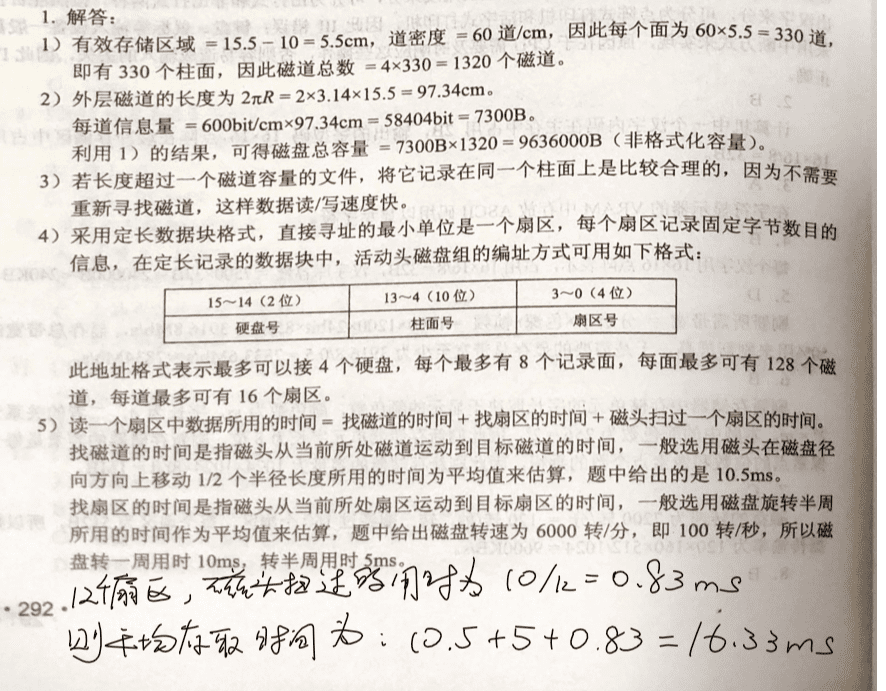 1. 解答:
1）有效存储区域 = 15.5－10 = 5.5cm，道密度 = 60 道/cm，因此每个面为 60×5.5 = 330 道，
即有 330 个柱面，因此磁道总数 = 4×330 = 1320 个磁道。
2）外层磁道的长度为 2πR = 2×3.14×15.5 = 97.34cm。
每道信息量 = 600bit/cm×97.34cm = 58404bit = 7300B。
利用 1）的结果，可得磁盘总容量 = 7300B×1320 = 9636000B（非格式化容量）。
3）若长度超过一个磁道容量的文件，将它记录在同一个柱面上是比较合理的，因为不需要
重新寻找磁道，这样数据读/写速度快。
4）采用定长数据块格式，直接寻址的最小单位是一个扇区，每个扇区记录固定字节数目的
信息，在定长记录的数据块中，活动头磁盘组的编址方式可用如下格式:
15～14（2 位） 13~4（10 位） 3~0（4 位）
硬盘号 柱面号 扇区号
此地址格式表示最多可以接 4 个硬盘，每个最多有 8 个记录面，每面最多可有 128 个磁
道，每道最多可有 16 个扇区。
5）读一个扇区中数据所用的时间 = 找磁道的时间 + 找扇区的时间 + 磁头扫过一个扇区的时间。
找磁道的时间是指磁头从当前所处磁道运动到目标磁道的时间，一般选用磁头在磁盘径
向方向上移动 1/2 个半径长度所用的时间为平均值来估算，题中给出的是 10.5ms。
找扇区的时间是指磁头从当前所处扇区运动到目标扇区的时间，一般选用磁盘旋转半周
所用的时间作为平均值来估算，题中给出磁盘转速为 6000 转/分，即 100 转/秒，所以磁
盘转一周用时 10ms，转半周用时 5ms。
12个扇区，磁头扫过的用时为 10/12=0.83ms
· 292 ·
则平均存取时间为: 10.5+5+0.83=16.33ms